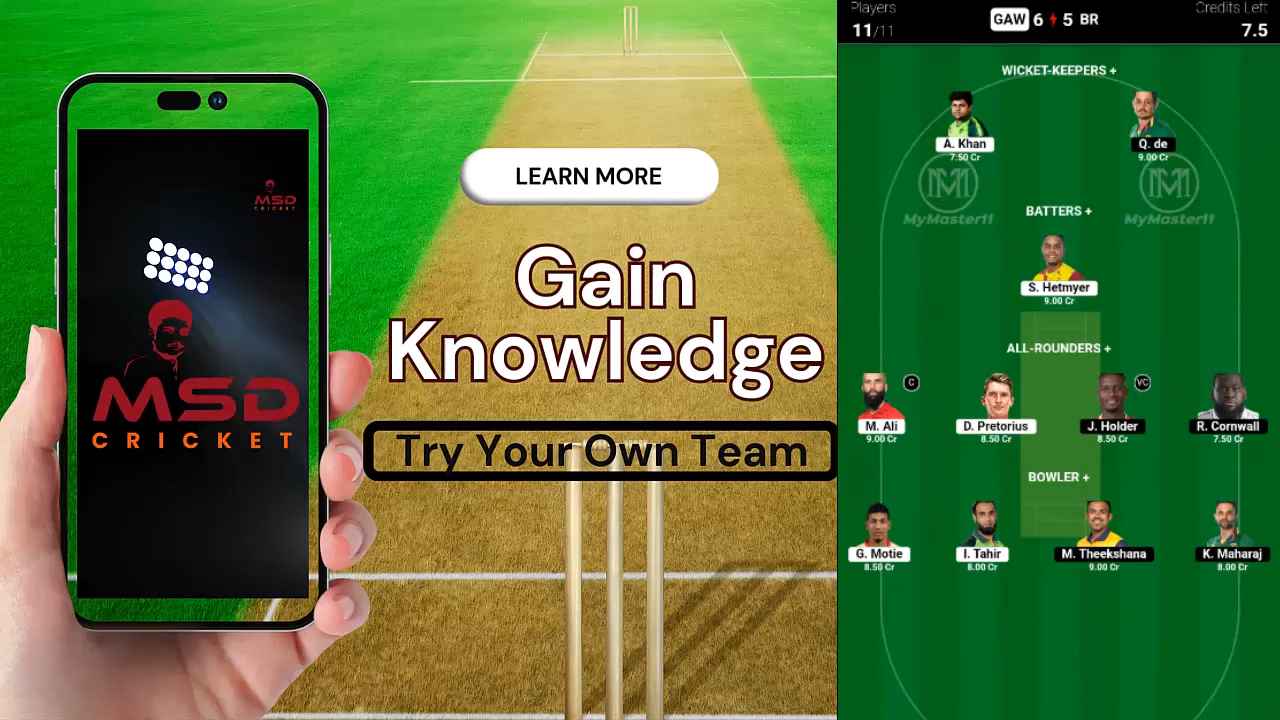 MSD
CRICKET
MSD
CRICKET
LEARN MORE
Gain
Knowledge
Try Your Own Team
Players
11/11
GAW 6 5 BR
Credits Left
7.5
WICKET-KEEPERS +
A. Khan
7.50 Cr
Q. de
9.00 Cr
MyMaster11
MyMaster11
BATTERS +
S. Hetmyer
9.00 Cr
ALL-ROUNDERS +
C
M. Ali
9.00 Cr
D. Pretorius
8.50 Cr
VC
J. Holder
8.50 Cr
R. Cornwall
7.50 Cr
BOWLER +
G. Motie
8.50 Cr
I. Tahir
8.00 Cr
M. Theekshana
9.00 Cr
K. Maharaj
8.00 Cr